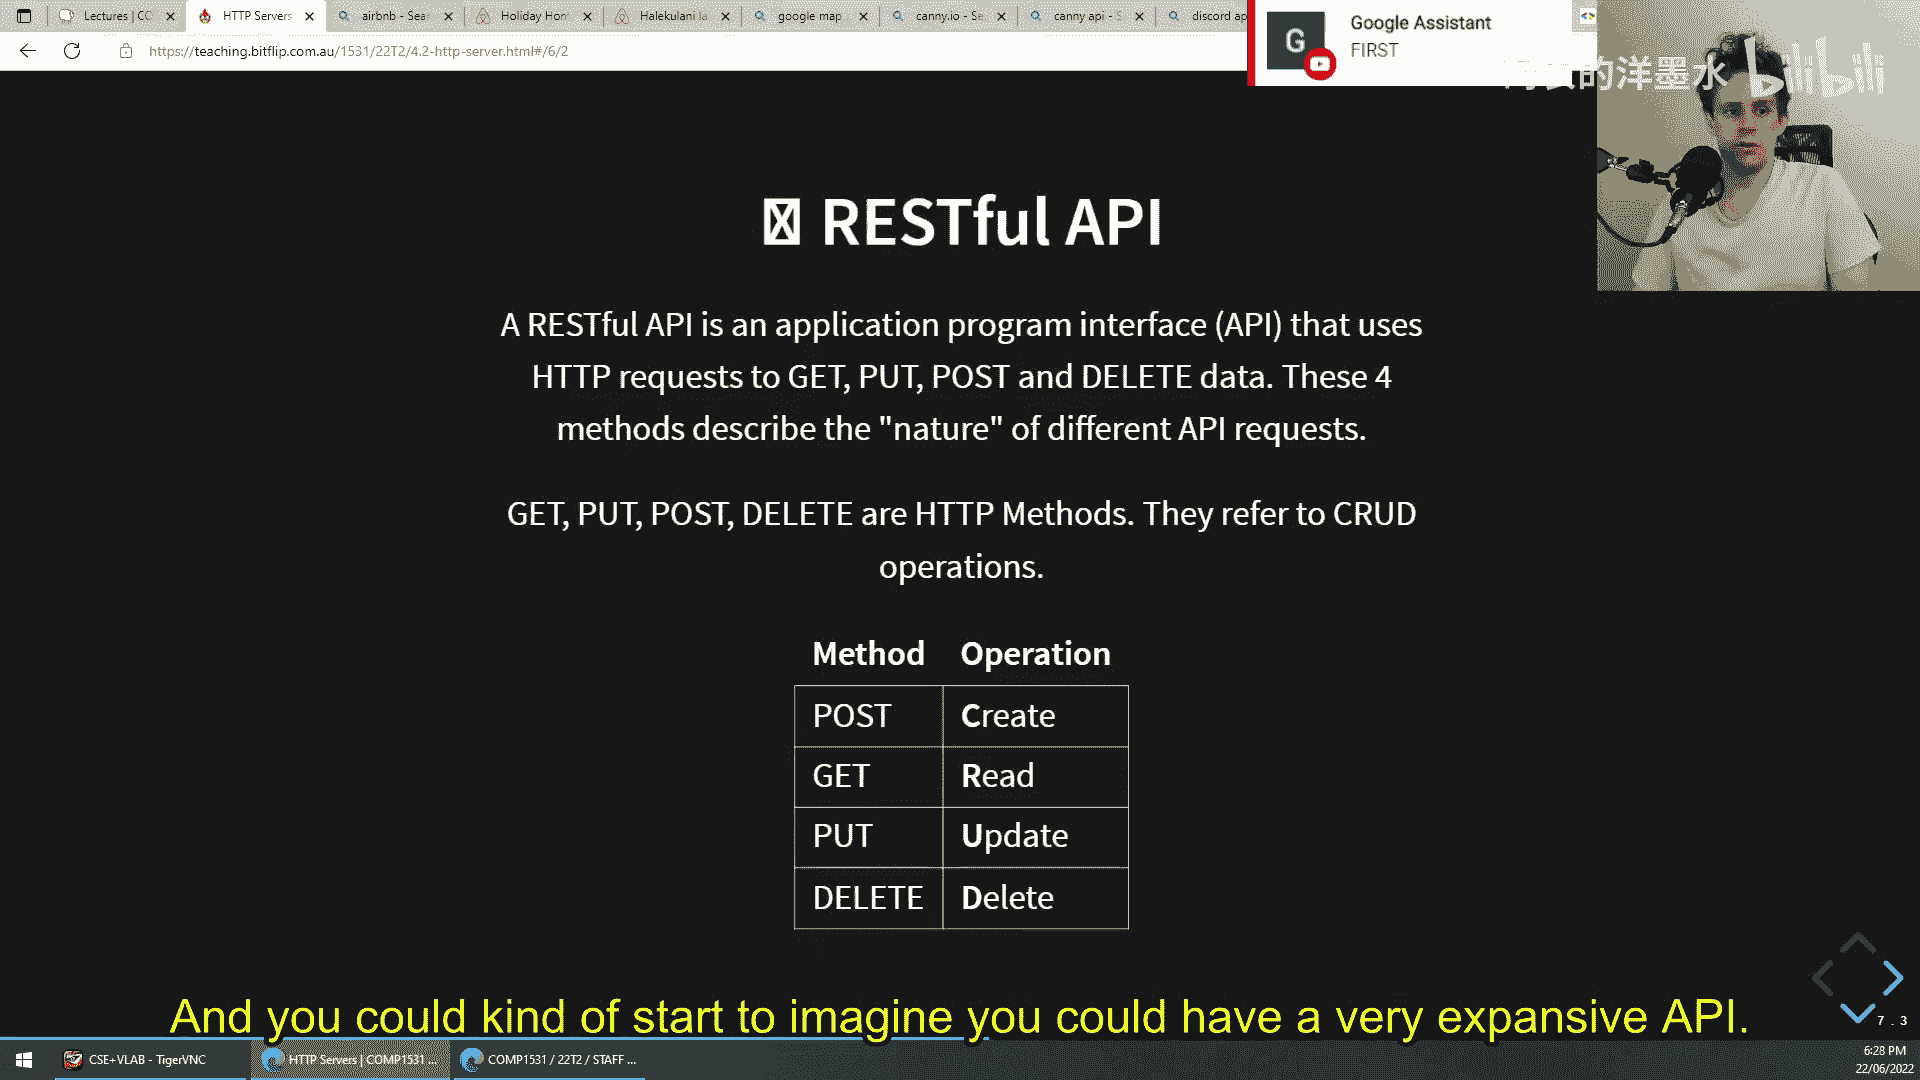 Lectures | CC
HTTP Servers
airbnb - Sear
Holiday Hom
Halekulani la
google map
canny.io - Se
canny api - S
discord ap
Google Assistant
FIRST
G
https://teaching.bitflip.com.au/1531/22T2/4.2-http-server.html#/6/2
的洋墨水 bilibili
RESTful API
A RESTful API is an application program interface (API) that uses
HTTP requests to GET, PUT, POST and DELETE data. These 4
methods describe the "nature" of different API requests.
GET, PUT, POST, DELETE are HTTP Methods. They refer to CRUD
operations.
Method Operation
POST Create
GET Read
PUT Update
DELETE Delete
And you could kind of start to imagine you could have a very expansive API.
7 . 3
CSE+VLAB - TigerVNC
HTTP Servers | COMP1531 ...
COMP1531 / 22T2 / STAFF ...
6:28 PM
22/06/2022